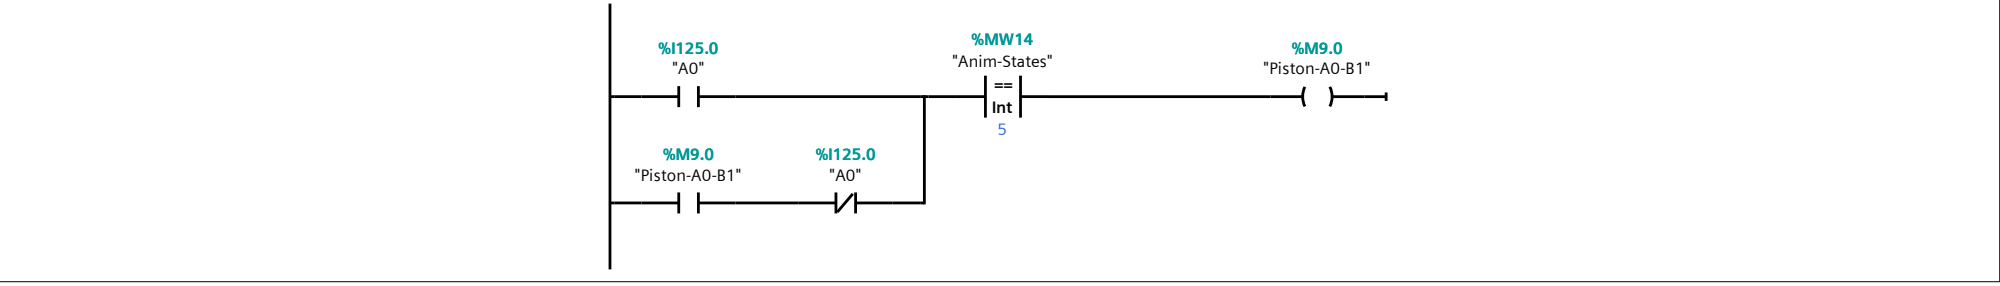 %I125.0
"A0"
%MW14
"Anim-States"
==
Int
5
%M9.0
"Piston-A0-B1"
%M9.0
"Piston-A0-B1"
%I125.0
"A0"